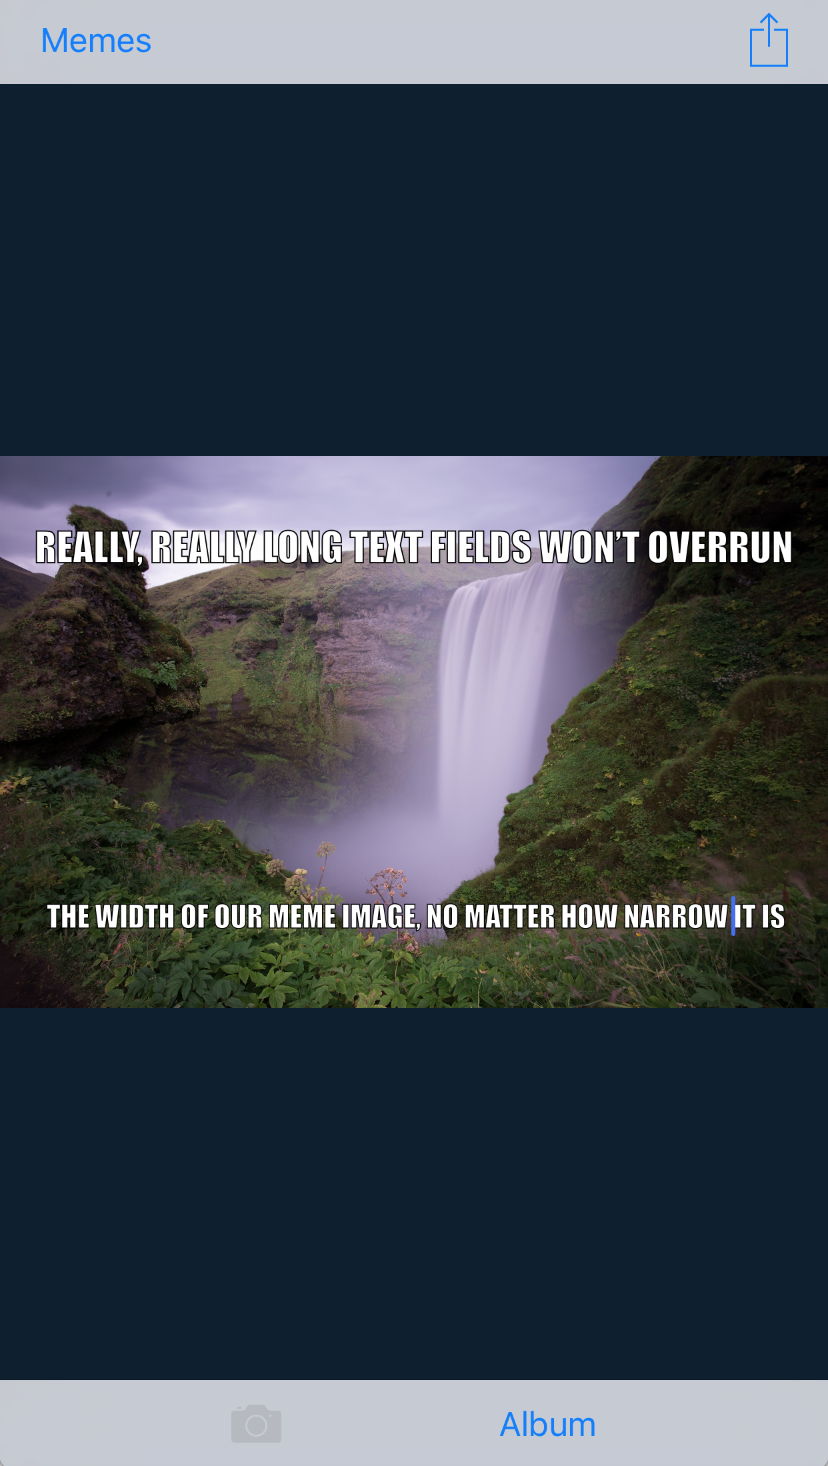 Memes
REALLY, REALLY LONG TEXT FIELDS WON’T OVERRUN
THE WIDTH OF OUR MEME IMAGE, NO MATTER HOW NARROW IT IS
Album